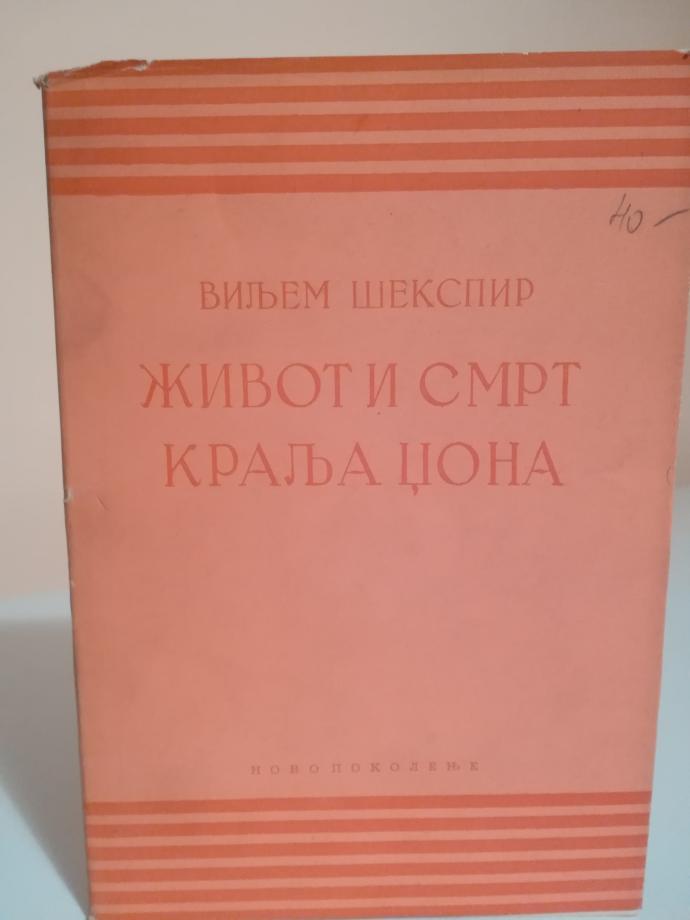 40-
ВИЉЕМ ШЕКСПИР
ЖИВОТ И СМРТ
КРАЉА ЏОНА
НОВО ПОКОЛЕЊЕ